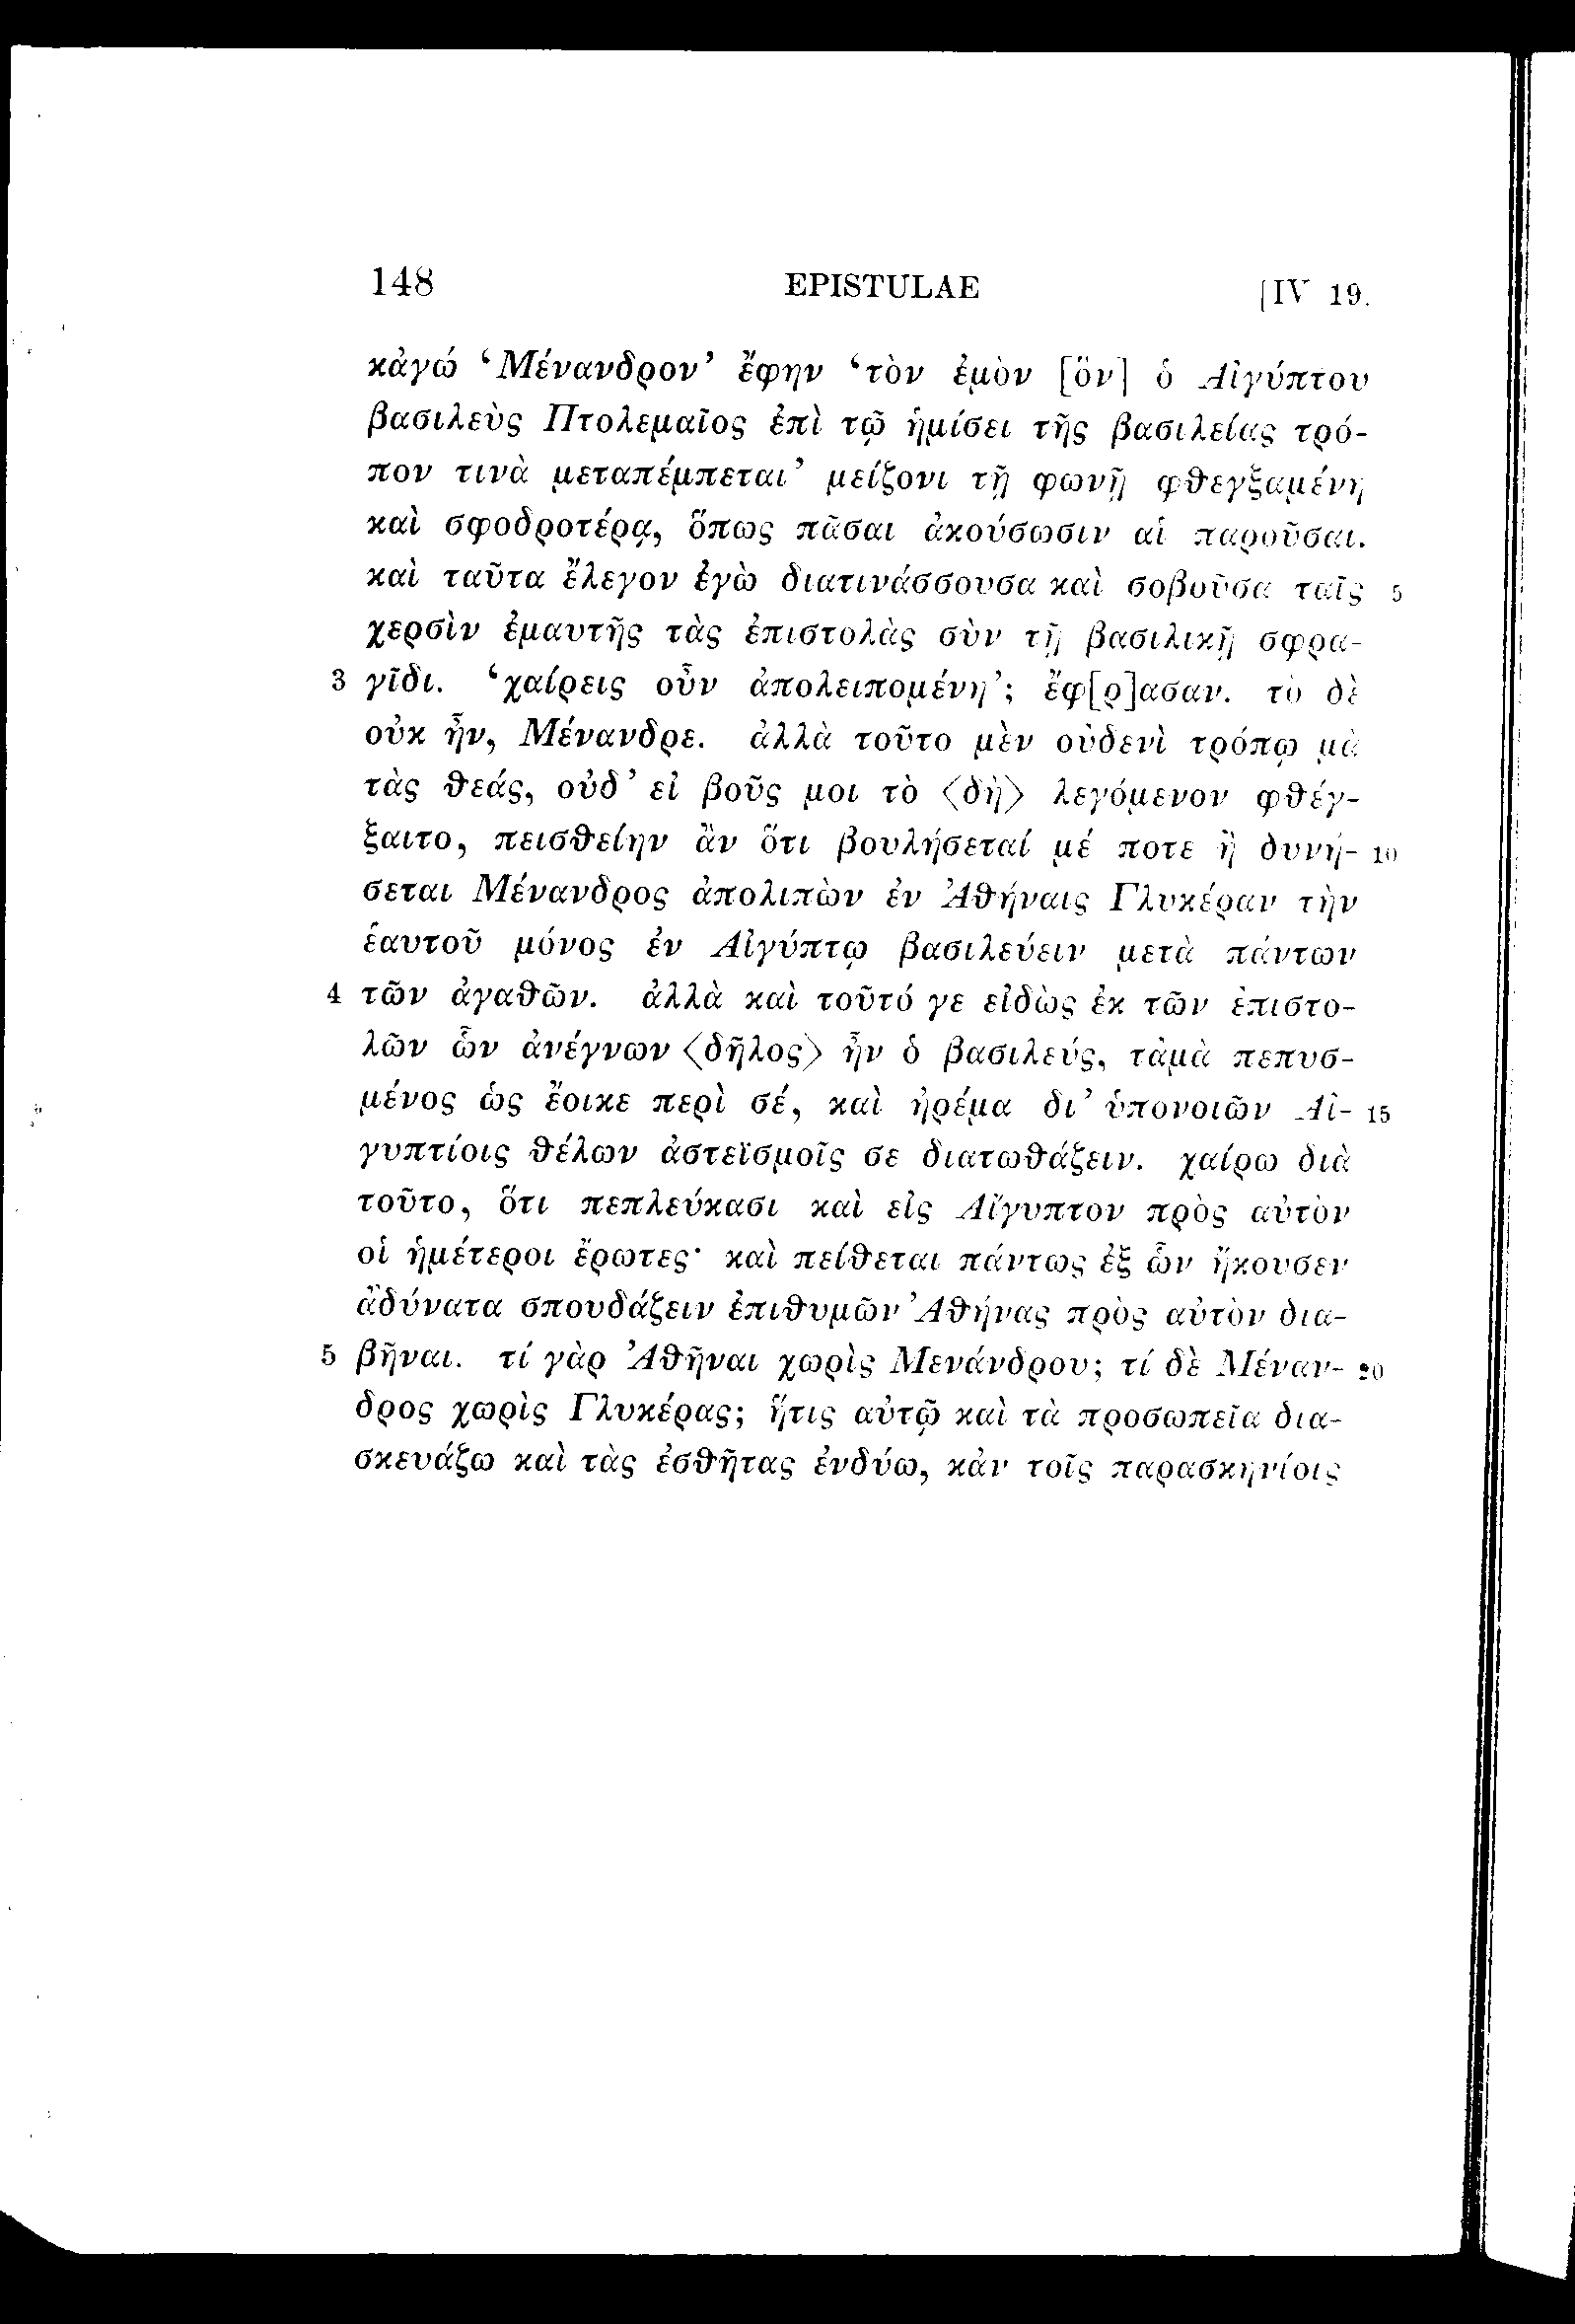 148 EPISTULAE [IV 19.
κἀγώ ‘Μένανδρον’ ἔφην ‘τὸν ἐμὸν [ὃν] ὁ Αἰγύπτου
βασιλεὺς Πτολεμαῖος ἐπὶ τῷ ἡμίσει τῆς βασιλείας τρό-
πον τινὰ μεταπέμπεται’ μείζονι τῇ φωνῇ φθεγξαμένη
καὶ σφοδροτέρᾳ, ὅπως πᾶσαι ἀκούσωσιν αἱ παροῦσαι.
καὶ ταῦτα ἔλεγον ἐγὼ διατινάσσουσα καὶ σοβοῦσα ταῖς 5
χερσὶν ἐμαυτῆς τὰς ἐπιστολὰς σὺν τῇ βασιλικῇ σφρα-
3 γῖδι. ‘χαίρεις οὖν ἀπολειπομένη’; ἔφ[ρ]ασαν. τὸ δὲ
οὐκ ἦν, Μένανδρε. ἀλλὰ τοῦτο μὲν οὐδενὶ τρόπῳ μὰ
τὰς θεάς, οὐδ’ εἰ βοῦς μοι τὸ ⟨δὴ⟩ λεγόμενον φθέγ-
ξαιτο, πεισθείην ἂν ὅτι βουλήσεταί μέ ποτε ἢ δυνή- 10
σεται Μένανδρος ἀπολιπὼν ἐν Ἀθήναις Γλυκέραν τὴν
ἑαυτοῦ μόνος ἐν Αἰγύπτῳ βασιλεύειν μετὰ πάντων
4 τῶν ἀγαθῶν. ἀλλὰ καὶ τοῦτό γε εἰδὼς ἐκ τῶν ἐπιστο-
λῶν ὧν ἀνέγνων ⟨δῆλος⟩ ἦν ὁ βασιλεύς, τἀμὰ πεπυσ-
μένος ὡς ἔοικε περὶ σέ, καὶ ἠρέμα δι’ ὑπονοιῶν Αἰ- 15
γυπτίοις θέλων ἀστεϊσμοῖς σε διατωθάζειν. χαίρω διὰ
τοῦτο, ὅτι πεπλεύκασι καὶ εἰς Αἴγυπτον πρὸς αὐτὸν
οἱ ἡμέτεροι ἔρωτες· καὶ πείθεται πάντως ἐξ ὧν ἤκουσεν
ἀδύνατα σπουδάζειν ἐπιθυμῶν Ἀθήνας πρὸς αὐτὸν δια-
5 βῆναι. τί γὰρ Ἀθῆναι χωρὶς Μενάνδρου; τί δὲ Μέναν- 20
δρος χωρὶς Γλυκέρας; ἥτις αὐτῷ καὶ τὰ προσωπεῖα δια-
σκευάζω καὶ τὰς ἐσθῆτας ἐνδύω, κἀν τοῖς παρασκηνίοις